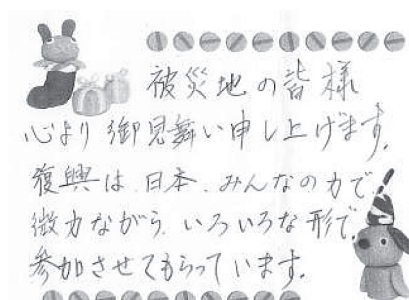 被災地の皆様
心より御見舞い申し上げます。
復興は、日本、みんなの力で、
微力ながら、いろいろな形で、
参加させてもらっています。